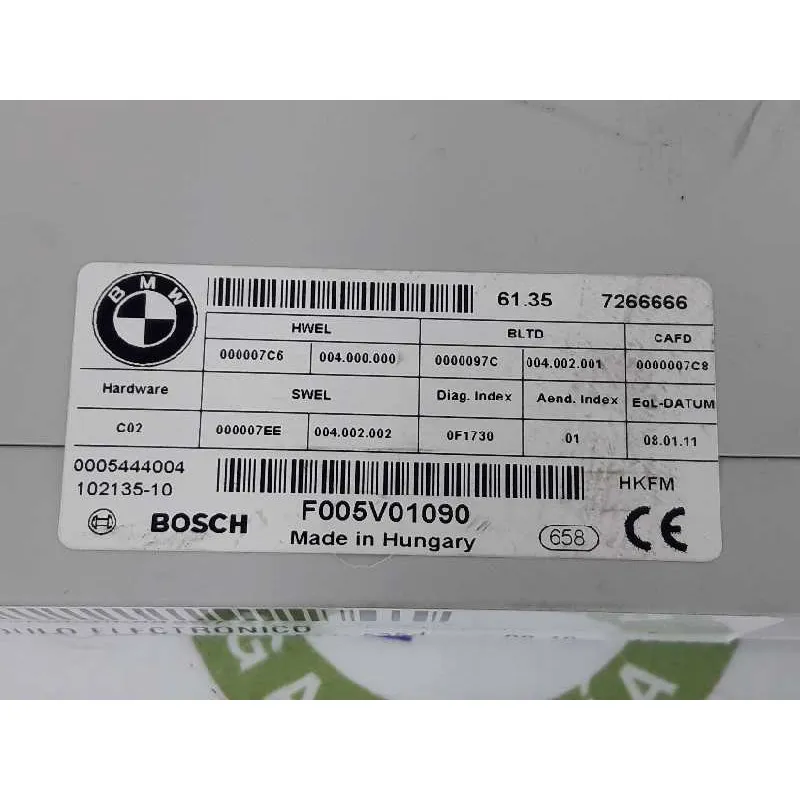 BMW 61.35 7266666
HWEL BLTD CAFD
000007C6 004.000.000 0000097C 004.002.001 0000007C8
Hardware SWEL Diag. Index Aend. Index EoL-DATUM
C02 000007EE 004.002.002 0F1730 01 08.01.11
0005444004
102135-10 HKFM
BOSCH F005V01090 658 CE
Made in Hungary
ELECTRONICO